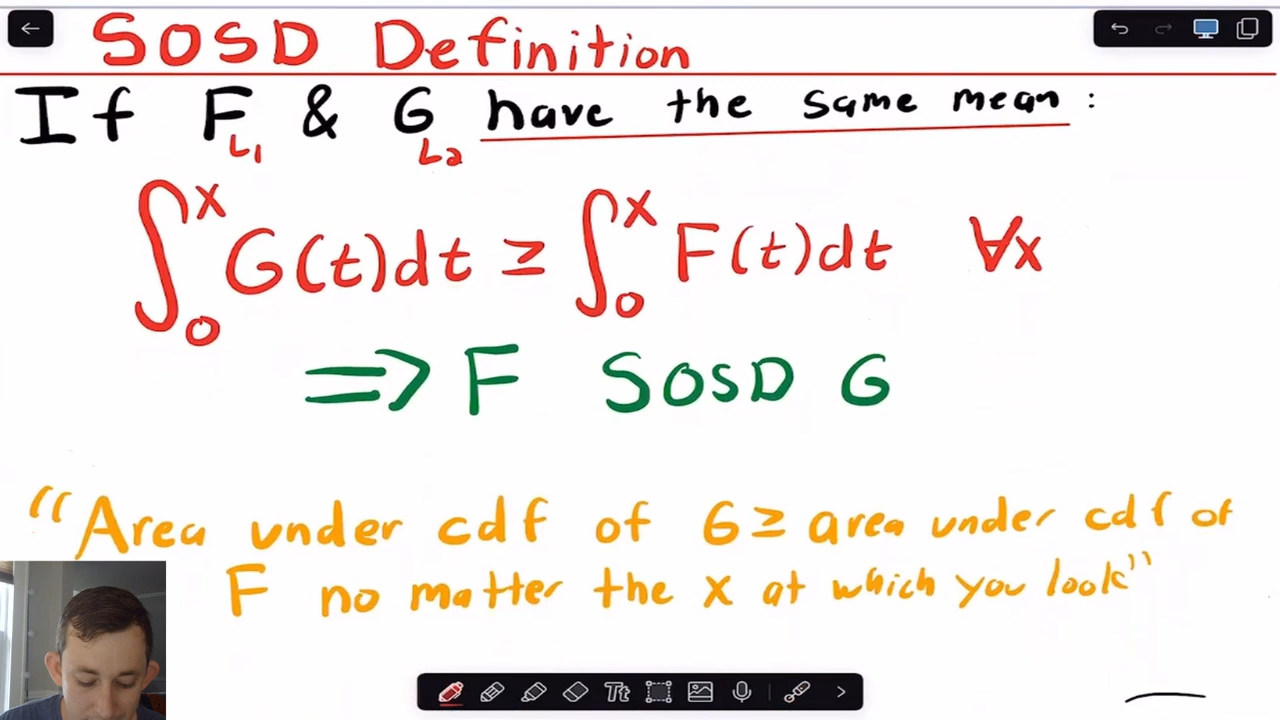 SOSD Definition
If F & G have the same mean:
L1 L2
∫₀ˣ G(t)dt ≥ ∫₀ˣ F(t)dt ∀x
=> F SOSD G
"Area under cdf of G ≥ area under cdf of
F no matter the x at which you look"
Tt